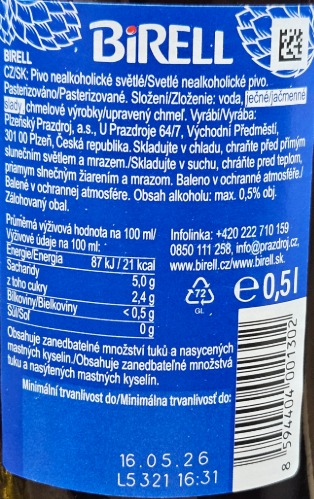 BIRELL
BIRELL
CZ/SK: Pivo nealkoholické světlé/Svetlé nealkoholické pivo.
Pasterizováno/Pasterizované. Složení/Zloženie: voda, ječné/jačmenné
slady, chmelové výrobky/upravený chmeľ. Vyrábí/Vyrába:
Plzeňský Prazdroj, a.s., U Prazdroje 64/7, Východní Předměstí,
301 00 Plzeň, Česká republika. Skladujte v chladu, chraňte před přímým
slunečním světlem a mrazem./Skladujte v suchu, chráňte pred teplom,
priamym slnečným žiarením a mrazom. Baleno v ochranné atmosféře./
Balené v ochrannej atmosfére. Obsah alkoholu: max. 0,5% obj.
Zálohovaný obal.
Průměrná výživová hodnota na 100 ml/
Výživové údaje na 100 ml:
Energie/Energia 87 kJ / 21 kcal
Sacharidy 5,0 g
z toho cukry 2,4 g
Bílkoviny/Bielkoviny <0,5 g
Sůl/Soľ 0 g
Infolinka: +420 222 710 159
0850 111 258, info@prazdroj.cz,
www.birell.cz/www.birell.sk.
72
GL
e 0,5 l
Obsahuje zanedbatelné množství tuků a nasycených
mastných kyselin./Obsahuje zanedbateľné množstvá
tuku a nasýtených mastných kyselín.
Minimální trvanlivost do/Minimálna trvanlivosť do:
16.05.26
L5321 16:31
8 594404 001302